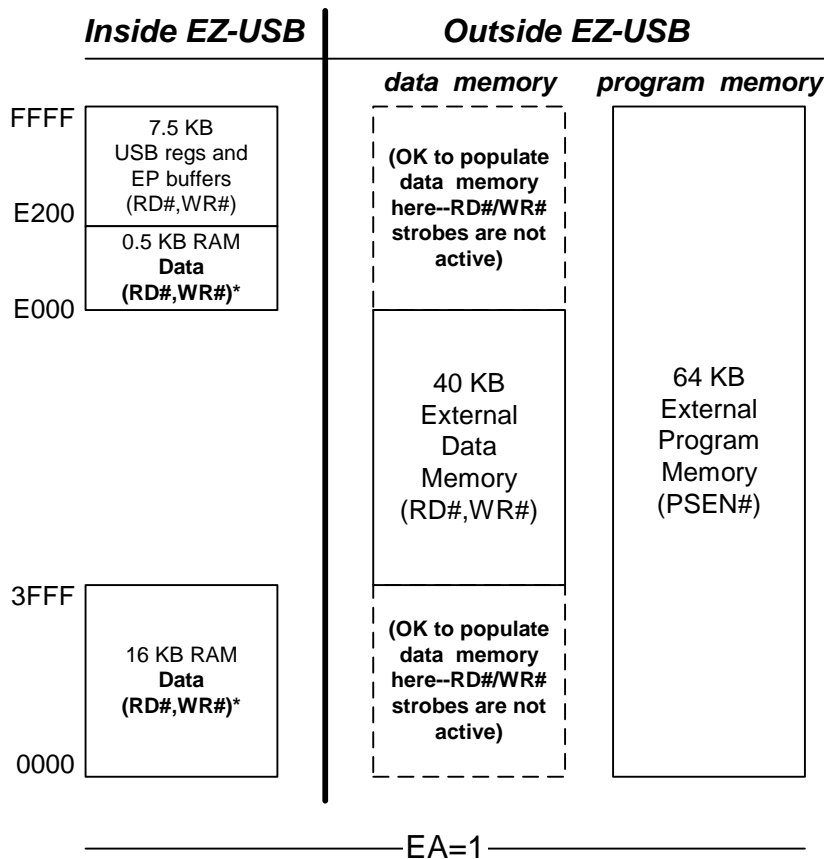 Inside EZ-USB
Outside EZ-USB
data memory
program memory
FFFF
7.5 KB
USB regs and
EP buffers
(RD#,WR#)
E200
0.5 KB RAM
Data
(RD#,WR#)*
E000
(OK to populate
data memory
here--RD#/WR#
strobes are not
active)
40 KB
External
Data
Memory
(RD#,WR#)
64 KB
External
Program
Memory
(PSEN#)
3FFF
16 KB RAM
Data
(RD#,WR#)*
0000
(OK to populate
data memory
here--RD#/WR#
strobes are not
active)
EA=1